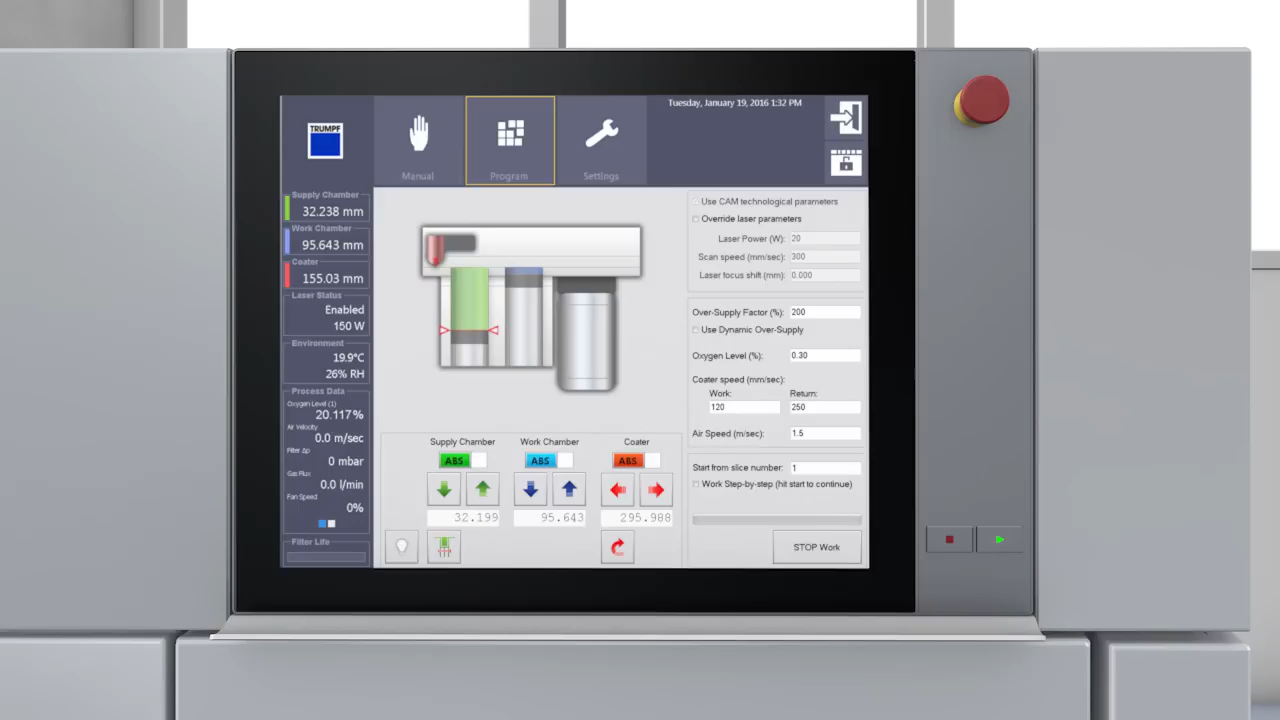 Tuesday, January 19, 2016 1:32 PM
TRUMPF
Manual
Program
Settings
Supply Chamber
32.238 mm
Work Chamber
95.643 mm
Coater
155.03 mm
Laser Status
Enabled
150 W
Environment
19.9°C
26% RH
Process Data
Oxygen Level (1)
20.117%
Air Velocity
0.0 m/sec
Filter Δp
0 mbar
Gas Flux
0.0 l/min
Fan Speed
0%
Filter Life
Supply Chamber Work Chamber Coater
ABS ABS ABS
32.199 95.643 295.988
Use CAM technological parameters
Override laser parameters
Laser Power (W): 20
Scan speed (mm/sec): 300
Laser focus shift (mm): 0.000
Over-Supply Factor (%): 200
Use Dynamic Over-Supply
Oxygen Level (%): 0.30
Coater speed (mm/sec):
Work: Return:
120 250
Air Speed (m/sec): 1.5
Start from slice number: 1
Work Step-by-step (hit start to continue)
STOP Work